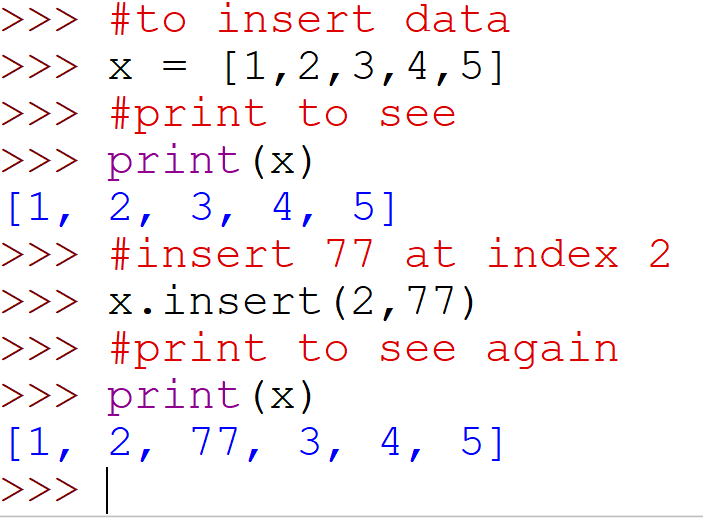 >>> #to insert data
>>> x = [1,2,3,4,5]
>>> #print to see
>>> print(x)
[1, 2, 3, 4, 5]
>>> #insert 77 at index 2
>>> x.insert(2,77)
>>> #print to see again
>>> print(x)
[1, 2, 77, 3, 4, 5]
>>>